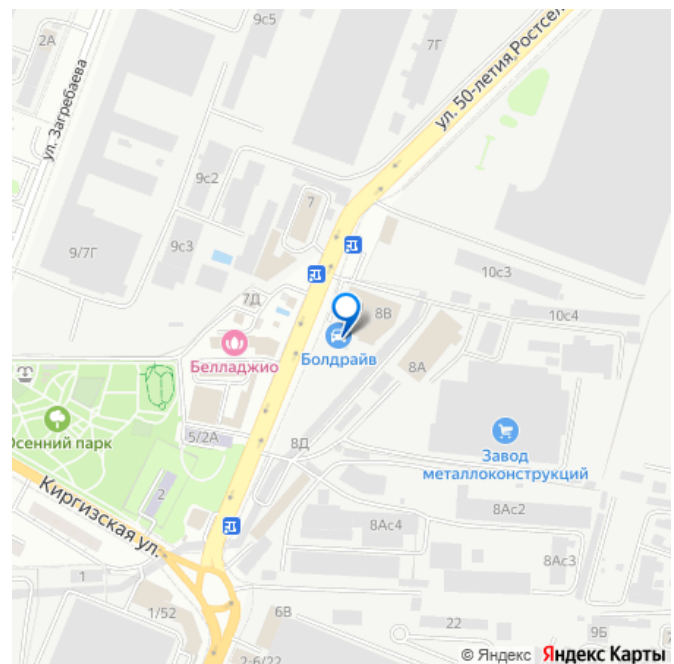 2А
9с5
7Г
ул. 50-летия Ростсел
ул. Загребаева
9с2
7
9/7Г
9с3
10с3
7Д
8В
10с4
Белладжио
Болдрайв
8А
Осенний парк
5/2А
8Д
Завод
металлоконструкций
2
Киргизская ул.
8Ас2
8Ас4
8Ас3
1
1/52
6В
22
9Б
2-6/22
© Яндекс Яндекс Карты